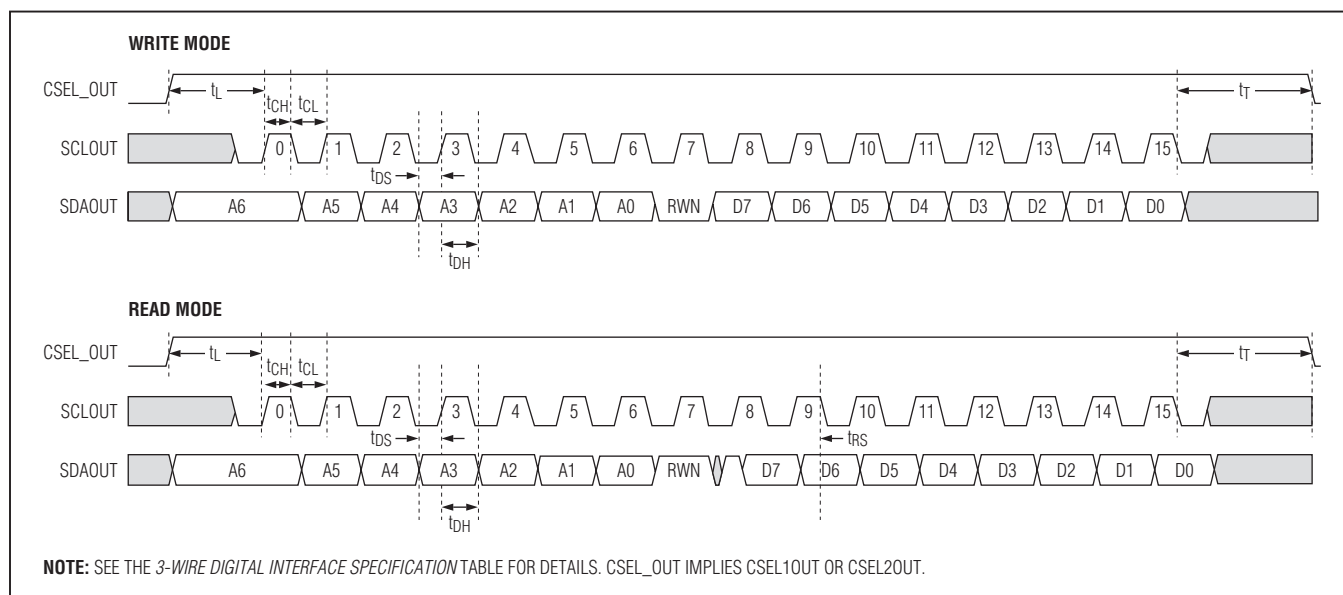 WRITE MODE
CSEL_OUT
tL
tCH tCL
tT
SCLOUT
0 1 2 3 4 5 6 7 8 9 10 11 12 13 14 15
tDS
SDAOUT
A6 A5 A4 A3 A2 A1 A0 RWN D7 D6 D5 D4 D3 D2 D1 D0
tDH
READ MODE
CSEL_OUT
tL
tCH tCL
tT
SCLOUT
0 1 2 3 4 5 6 7 8 9 10 11 12 13 14 15
tDS tRS
SDAOUT
A6 A5 A4 A3 A2 A1 A0 RWN D7 D6 D5 D4 D3 D2 D1 D0
tDH
NOTE: SEE THE 3-WIRE DIGITAL INTERFACE SPECIFICATION TABLE FOR DETAILS. CSEL_OUT IMPLIES CSEL1OUT OR CSEL2OUT.